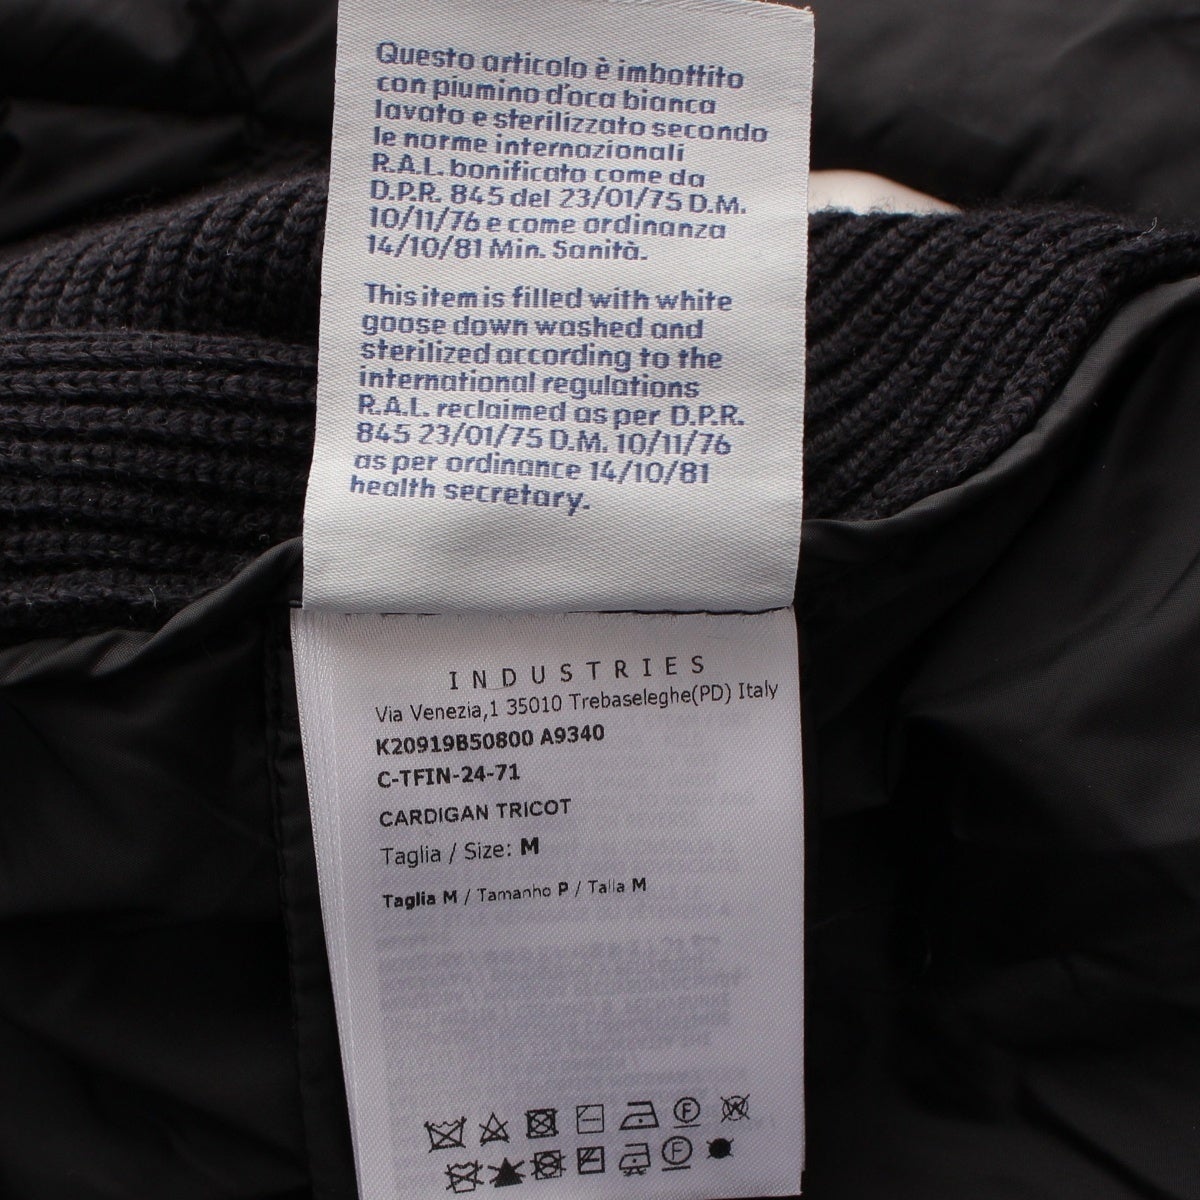 Questo articolo è imbottito
con piumino d'oca bianca
lavato e sterilizzato secondo
le norme internazionali
R.A.L. bonificato come da
D.P.R. 845 del 23/01/75 D.M.
10/11/76 e come ordinanza
14/10/81 Min. Sanità.
This item is filled with white
goose down washed and
sterilized according to the
international regulations
R.A.L. reclaimed as per D.P.R.
845 23/01/75 D.M. 10/11/76
as per ordinance 14/10/81
health secretary.
INDUSTRIES
Via Venezia,1 35010 Trebaseleghe(PD) Italy
K20919B50800 A9340
C-TFIN-24-71
CARDIGAN TRICOT
Taglia / Size: M
Taglia M / Tamanho P / Talla M
F
W
F